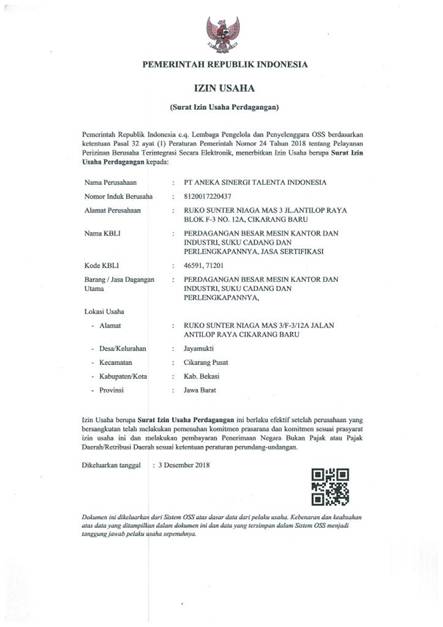 PEMERINTAH REPUBLIK INDONESIA
IZIN USAHA
(Surat Izin Usaha Perdagangan)
Pemerintah Republik Indonesia c.q. Lembaga Pengelola dan Penyelenggara OSS berdasarkan
ketentuan Pasal 32 ayat (1) Peraturan Pemerintah Nomor 24 Tahun 2018 tentang Pelayanan
Perizinan Berusaha Terintegrasi Secara Elektronik, menerbitkan Izin Usaha berupa Surat Izin
Usaha Perdagangan kepada:
Nama Perusahaan : PT ANEKA SINERGI TALENTA INDONESIA
Nomor Induk Berusaha : 8120017220437
Alamat Perusahaan : RUKO SUNTER NIAGA MAS 3 JL.ANTILOP RAYA
BLOK F-3 NO. 12A, CIKARANG BARU
Nama KBLI : PERDAGANGAN BESAR MESIN KANTOR DAN
INDUSTRI, SUKU CADANG DAN
PERLENGKAPANNYA, JASA SERTIFIKASI
Kode KBLI : 46591, 71201
Barang / Jasa Dagangan : PERDAGANGAN BESAR MESIN KANTOR DAN
Utama INDUSTRI, SUKU CADANG DAN
PERLENGKAPANNYA,
Lokasi Usaha
- Alamat : RUKO SUNTER NIAGA MAS 3/F-3/12A JALAN
ANTILOP RAYA CIKARANG BARU
- Desa/Kelurahan : Jayamukti
- Kecamatan : Cikarang Pusat
- Kabupaten/Kota : Kab. Bekasi
- Provinsi : Jawa Barat
Izin Usaha berupa Surat Izin Usaha Perdagangan ini berlaku efektif setelah perusahaan yang
bersangkutan telah melakukan pemenuhan komitmen prasarana dan komitmen sesuai prasyarat
izin usaha ini dan melakukan pembayaran Penerimaan Negara Bukan Pajak atau Pajak
Daerah/Retribusi Daerah sesuai ketentuan peraturan perundang-undangan.
Dikeluarkan tanggal : 3 Desember 2018
Dokumen ini dikeluarkan dari Sistem OSS atas dasar data dari pelaku usaha. Kebenaran dan keabsahan
atas data yang ditampilkan dalam dokumen ini dan data yang tersimpan dalam Sistem OSS menjadi
tanggung jawab pelaku usaha sepenuhnya.